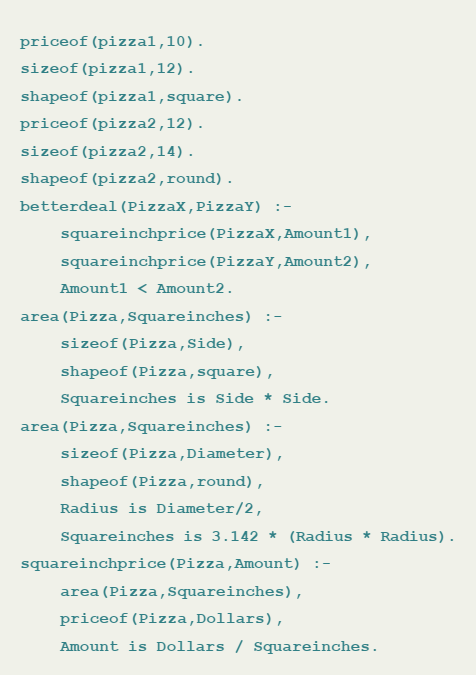 priceof(pizza1,10).
sizeof(pizza1,12).
shapeof(pizza1,square).
priceof(pizza2,12).
sizeof(pizza2,14).
shapeof(pizza2,round).
betterdeal(PizzaX,PizzaY) :-
    squareinchprice(PizzaX,Amount1),
    squareinchprice(PizzaY,Amount2),
    Amount1 < Amount2.
area(Pizza,Squareinches) :-
    sizeof(Pizza,Side),
    shapeof(Pizza,square),
    Squareinches is Side * Side.
area(Pizza,Squareinches) :-
    sizeof(Pizza,Diameter),
    shapeof(Pizza,round),
    Radius is Diameter/2,
    Squareinches is 3.142 * (Radius * Radius).
squareinchprice(Pizza,Amount) :-
    area(Pizza,Squareinches),
    priceof(Pizza,Dollars),
    Amount is Dollars / Squareinches.